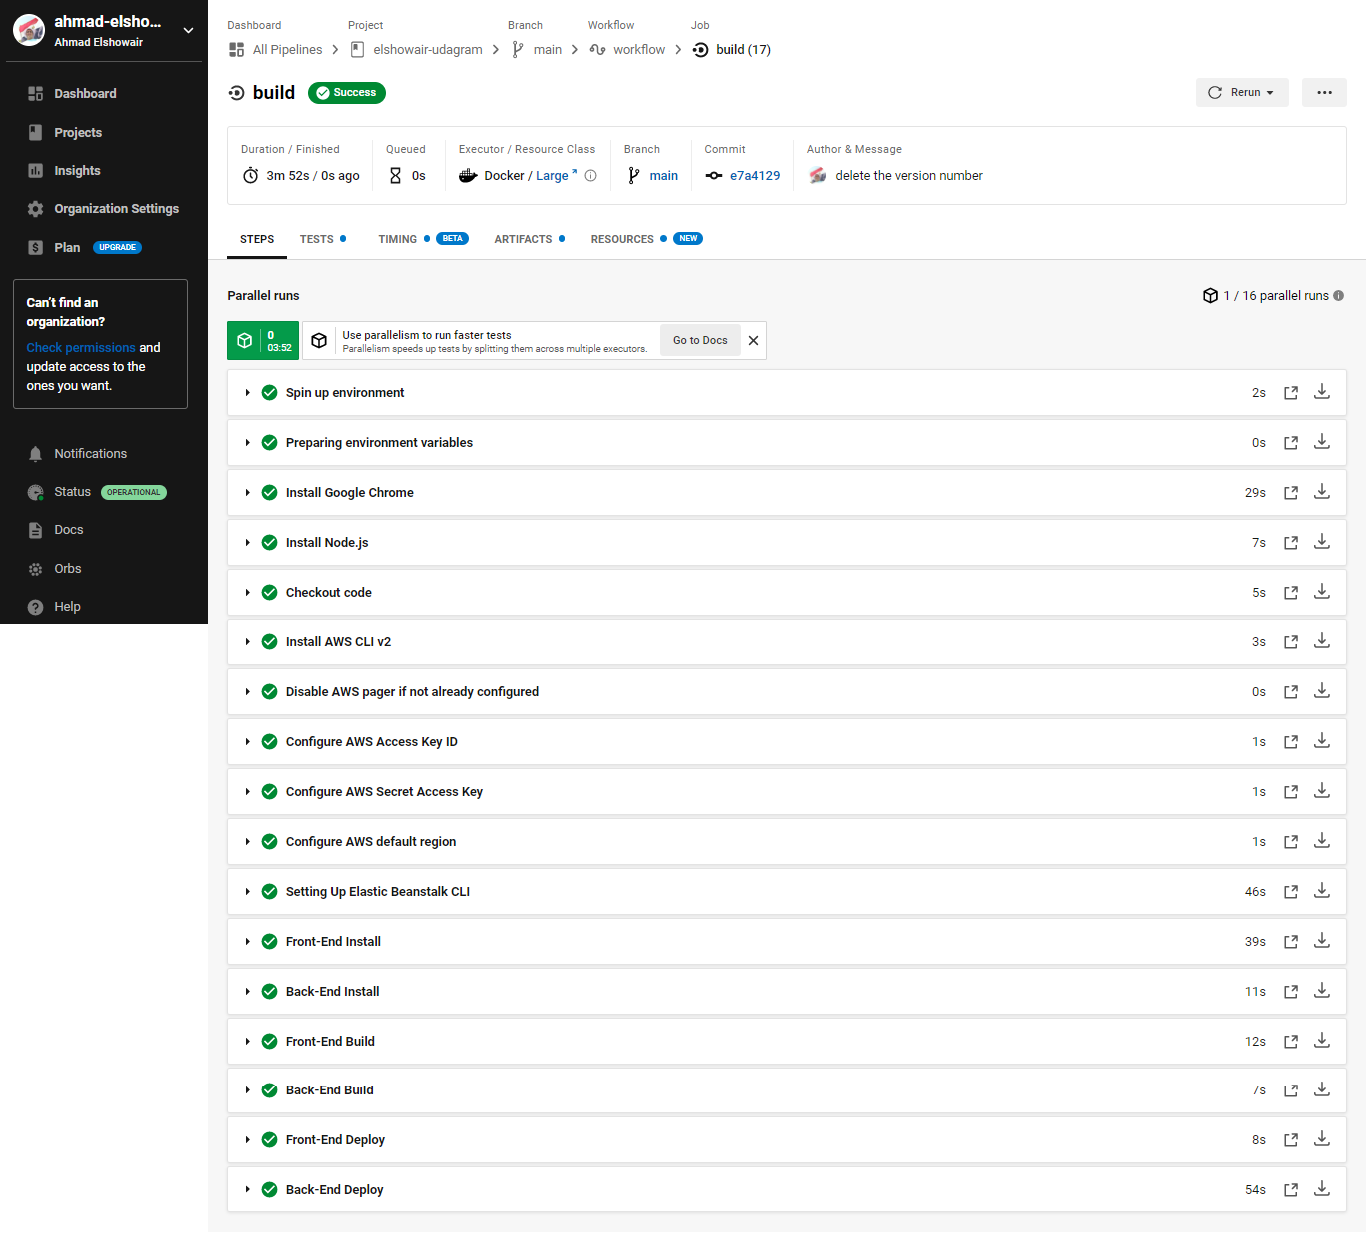 ahmad-elsho...
Ahmad Elshowair
Dashboard
Projects
Insights
Organization Settings
Plan UPGRADE
Can't find an
organization?
Check permissions and
update access to the
ones you want.
Notifications
Status OPERATIONAL
Docs
Orbs
Help
Dashboard Project Branch Workflow Job
All Pipelines elshowair-udagram main workflow build (17)
build Success
Rerun
Duration / Finished Queued Executor / Resource Class Branch Commit Author & Message
3m 52s / 0s ago 0s Docker / Large main e7a4129 delete the version number
STEPS TESTS TIMING BETA ARTIFACTS RESOURCES NEW
Parallel runs
1 / 16 parallel runs
0
03:52
Use parallelism to run faster tests
Parallelism speeds up tests by splitting them across multiple executors.
Go to Docs
Spin up environment 2s
Preparing environment variables 0s
Install Google Chrome 29s
Install Node.js 7s
Checkout code 5s
Install AWS CLI v2 3s
Disable AWS pager if not already configured 0s
Configure AWS Access Key ID 1s
Configure AWS Secret Access Key 1s
Configure AWS default region 1s
Setting Up Elastic Beanstalk CLI 46s
Front-End Install 39s
Back-End Install 11s
Front-End Build 12s
Back-End Build 7s
Front-End Deploy 8s
Back-End Deploy 54s